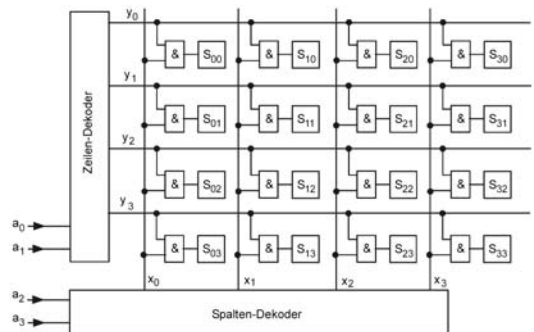 y₀
& S₀₀ & S₁₀ & S₂₀ & S₃₀
y₁
& S₀₁ & S₁₁ & S₂₁ & S₃₁
Zeilen-Dekoder
y₂
& S₀₂ & S₁₂ & S₂₂ & S₃₂
y₃
a₀
a₁
& S₀₃ & S₁₃ & S₂₃ & S₃₃
x₀ x₁ x₂ x₃
a₂
Spalten-Dekoder
a₃